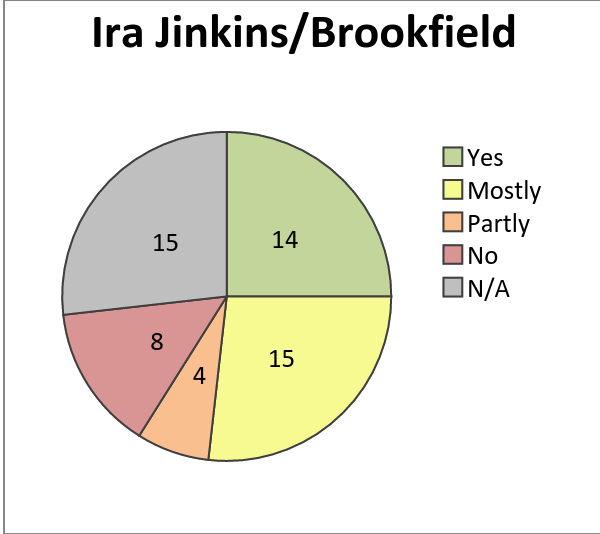 Ira Jinkins/Brookfield
Yes
Mostly
Partly
No
N/A
15
14
8
4
15